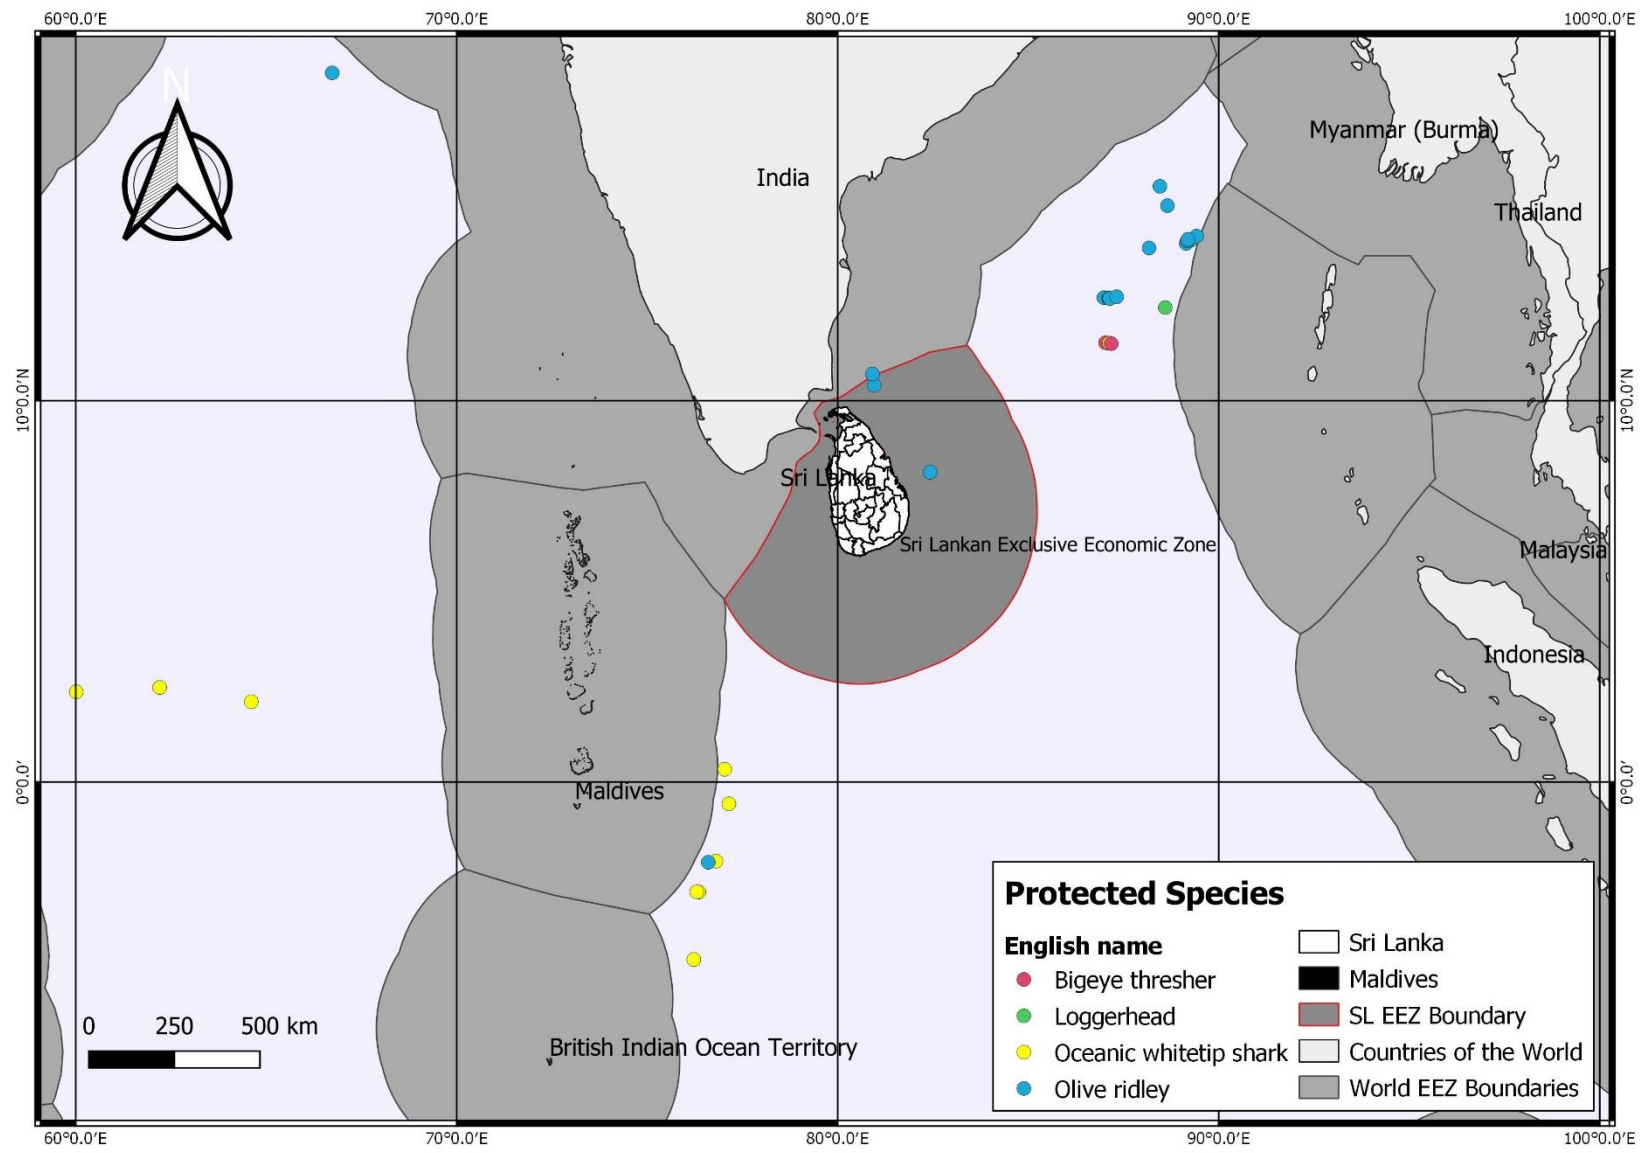 60°0.0'E 70°0.0'E 80°0.0'E 90°0.0'E 100°0.0'E
N
Myanmar (Burma)
India
Thailand
10°0.0'N 10°0.0'N
Sri Lanka
Sri Lankan Exclusive Economic Zone
Malaysia
Indonesia
0°0.0' 0°0.0'
Maldives
British Indian Ocean Territory
0 250 500 km
Protected Species
English name
Bigeye thresher
Loggerhead
Oceanic whitetip shark
Olive ridley
Sri Lanka
Maldives
SL EEZ Boundary
Countries of the World
World EEZ Boundaries
60°0.0'E 70°0.0'E 80°0.0'E 90°0.0'E 100°0.0'E